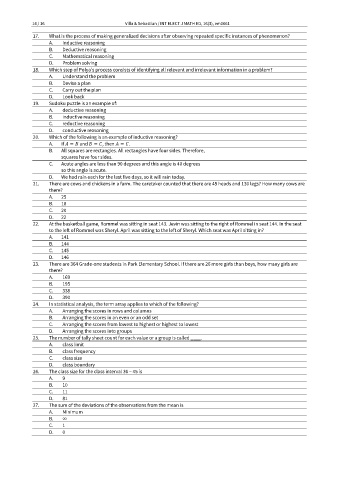 24 / 26 Villa & Sebastian / INT ELECT J MATH ED, 16(3), em0651
17. What is the process of making generalized decisions after observing repeated specific instances of phenomenon?
A. Inductive reasoning
B. Deductive reasoning
C. Mathematical reasoning
D. Problem solving
18. Which step of Polya's process consists of identifying all relevant and irrelevant information in a problem?
A. Understand the problem
B. Devise a plan
C. Carry out the plan
D. Look back
19. Sudoku puzzle is an example of:
A. deductive reasoning
B. inductive reasoning
C. reflective reasoning
D. conductive reasoning
20. Which of the following is an example of inductive reasoning?
A. If A = B and B = C, then A = C.
B. All squares are rectangles. All rectangles have four sides. Therefore,
squares have four sides.
C. Acute angles are less than 90 degrees and this angle is 40 degrees
so this angle is acute.
D. We had rain each for the last five days, so it will rain today.
21. There are cows and chickens in a farm. The caretaker counted that there are 45 heads and 130 legs? How many cows are
there?
A. 25
B. 18
C. 20
D. 22
22. At the basketball game, Rommel was sitting in seat 143. Jovin was sitting to the right of Rommel in seat 144. In the seat
to the left of Rommel was Sheryl. April was sitting to the left of Sheryl. Which seat was April sitting in?
A. 141
B. 144
C. 145
D. 146
23. There are 364 Grade-one students in Park Elementary School. If there are 26 more girls than boys, how many girls are
there?
A. 169
B. 195
C. 338
D. 390
24. In statistical analysis, the term array applies to which of the following?
A. Arranging the scores in rows and columns
B. Arranging the scores in an even or an odd set
C. Arranging the scores from lowest to highest or highest to lowest
D. Arranging the scores into groups
25. The number of tally sheet count for each value or a group is called ____.
A. class limit
B. class frequency
C. class size
D. class boundary
26. The class size for the class interval 36 – 45 is
A. 9
B. 10
C. 11
D. 81
27. The sum of the deviations of the observations from the mean is
A. Minimum
B. ∞
C. 1
D. 0